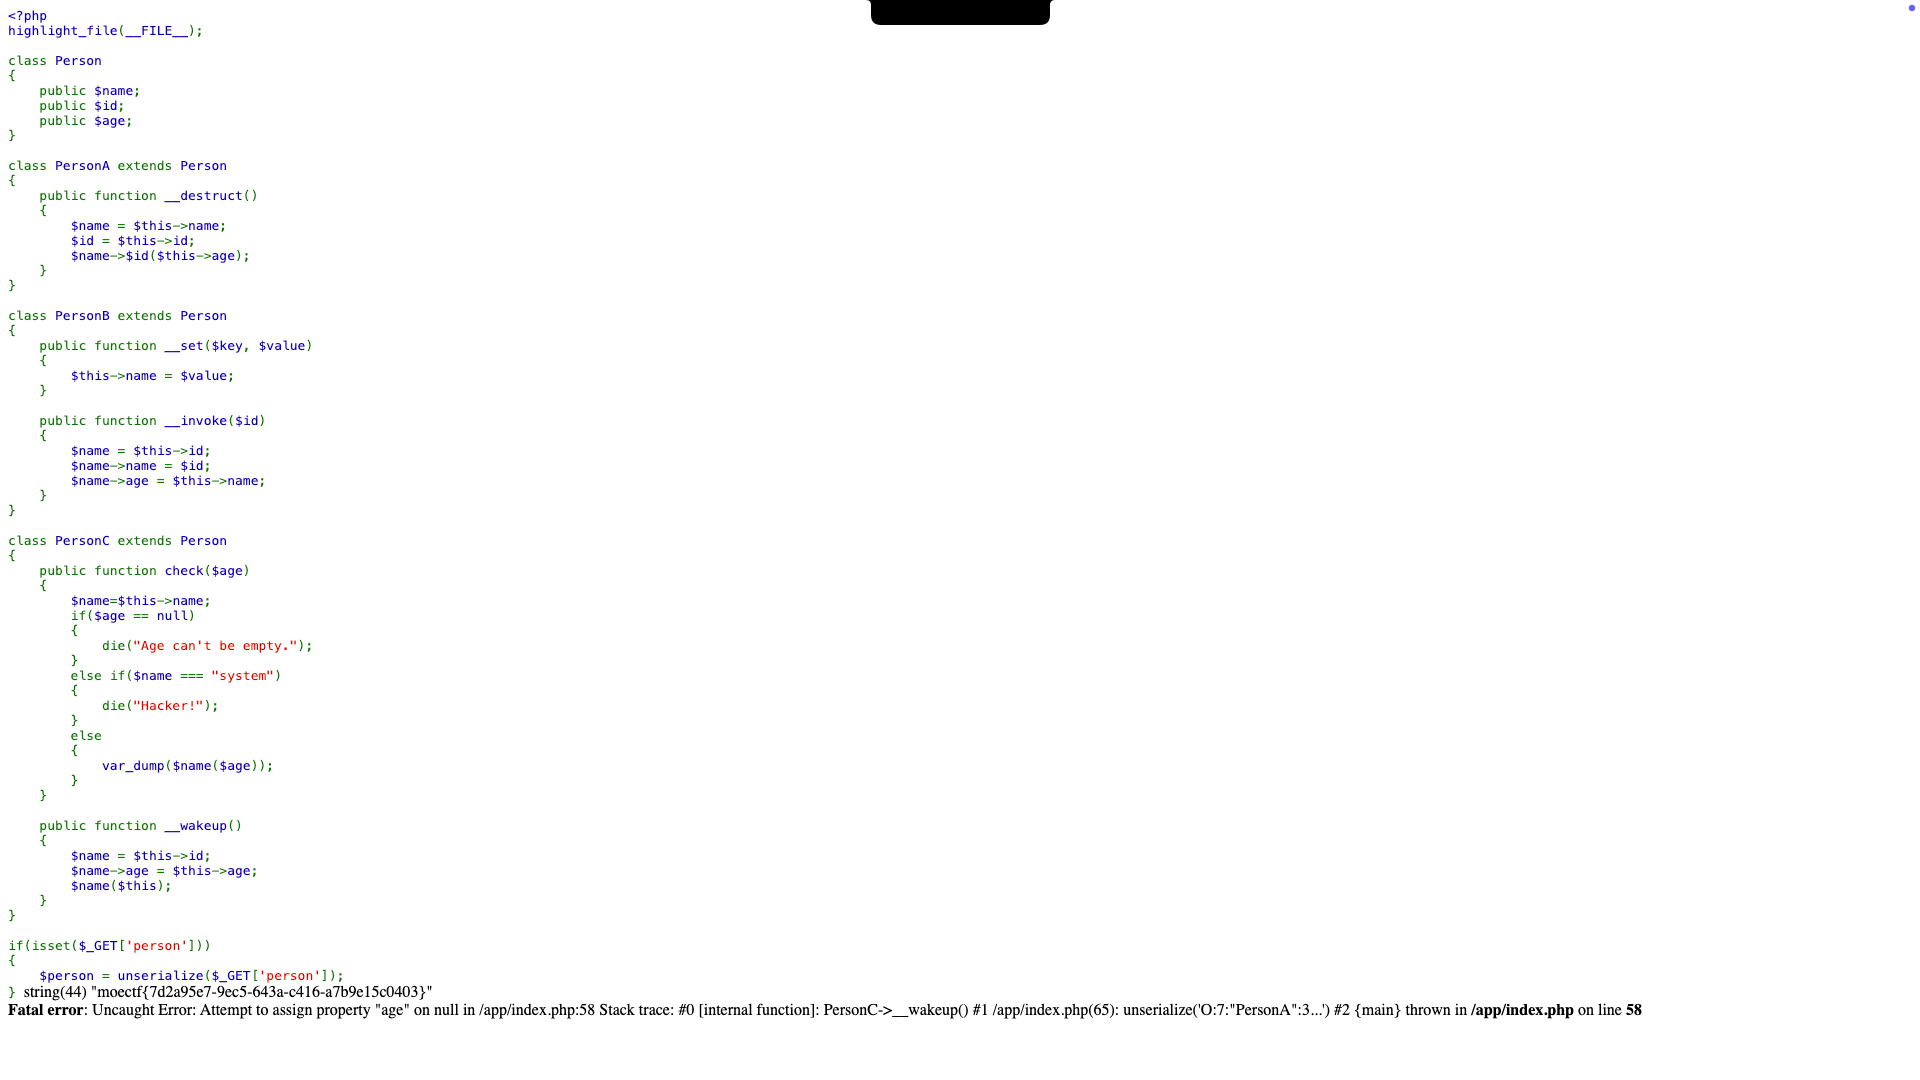 <?php
highlight_file(__FILE__);

class Person
{
    public $name;
    public $id;
    public $age;
}

class PersonA extends Person
{
    public function __destruct()
    {
        $name = $this->name;
        $id = $this->id;
        $name->$id($this->age);
    }
}

class PersonB extends Person
{
    public function __set($key, $value)
    {
        $this->name = $value;
    }

    public function __invoke($id)
    {
        $name = $this->id;
        $name->name = $id;
        $name->age = $this->name;
    }
}

class PersonC extends Person
{
    public function check($age)
    {
        $name=$this->name;
        if($age == null)
        {
            die("Age can't be empty.");
        }
        else if($name === "system")
        {
            die("Hacker!");
        }
        else
        {
            var_dump($name($age));
        }
    }

    public function __wakeup()
    {
        $name = $this->id;
        $name->age = $this->age;
        $name($this);
    }
}

if(isset($_GET['person']))
{
    $person = unserialize($_GET['person']);
} string(44) "moectf{7d2a95e7-9ec5-643a-c416-a7b9e15c0403}"
Fatal error: Uncaught Error: Attempt to assign property "age" on null in /app/index.php:58 Stack trace: #0 [internal function]: PersonC->__wakeup() #1 /app/index.php(65): unserialize('O:7:"PersonA":3...') #2 {main} thrown in /app/index.php on line 58